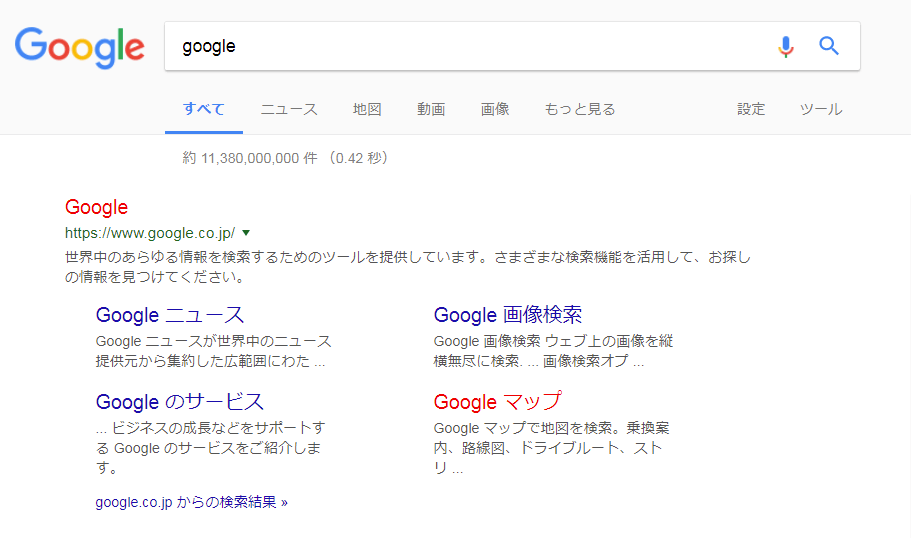 Google
google
すべて ニュース 地図 動画 画像 もっと見る 設定 ツール
約 11,380,000,000 件 （0.42 秒）
Google
https://www.google.co.jp/
世界中のあらゆる情報を検索するためのツールを提供しています。さまざまな検索機能を活用して、お探し
の情報を見つけてください。
Google ニュース
Google ニュースが世界中のニュース
提供元から集約した広範囲にわた ...
Google 画像検索
Google 画像検索 ウェブ上の画像を縦
横無尽に検索. ... 画像検索オプ ...
Google のサービス
... ビジネスの成長などをサポートす
る Google のサービスをご紹介しま
す。
Google マップ
Google マップで地図を検索。乗換案
内、路線図、ドライブルート、スト
リ ...
google.co.jp からの検索結果 »